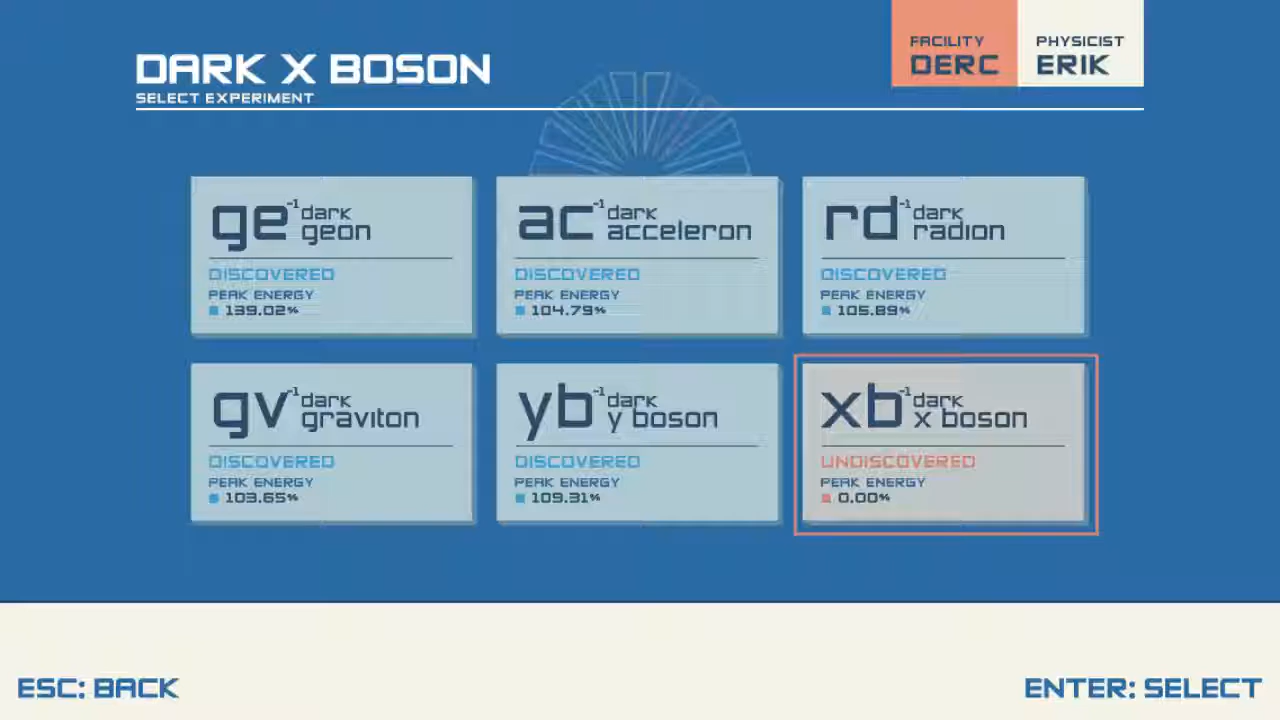 DARK X BOSON
SELECT EXPERIMENT
FACILITY
DERC
PHYSICIST
ERIK
ge⁻¹ dark geon
DISCOVERED
PEAK ENERGY
139.02%
ac⁻¹ dark acceleron
DISCOVERED
PEAK ENERGY
104.79%
rd⁻¹ dark radion
DISCOVERED
PEAK ENERGY
105.89%
gv⁻¹ dark graviton
DISCOVERED
PEAK ENERGY
103.65%
yb⁻¹ dark y boson
DISCOVERED
PEAK ENERGY
109.31%
xb⁻¹ dark x boson
UNDISCOVERED
PEAK ENERGY
0.00%
ESC: BACK
ENTER: SELECT